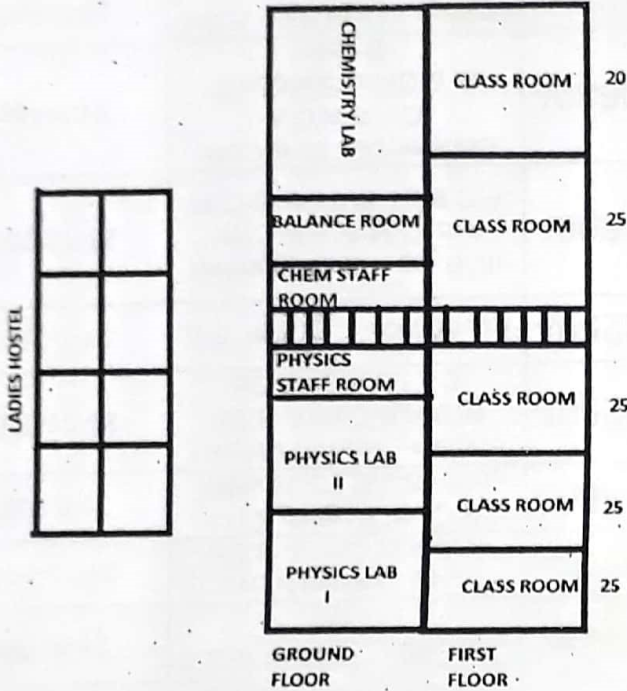 CHEMISTRY LAB
CLASS ROOM 20
BALANCE ROOM
CLASS ROOM 25
CHEM STAFF
ROOM
LADIES HOSTEL
PHYSICS
STAFF ROOM
CLASS ROOM 25
PHYSICS LAB
II
CLASS ROOM 25
PHYSICS LAB
I
CLASS ROOM 25
GROUND
FLOOR
FIRST
FLOOR